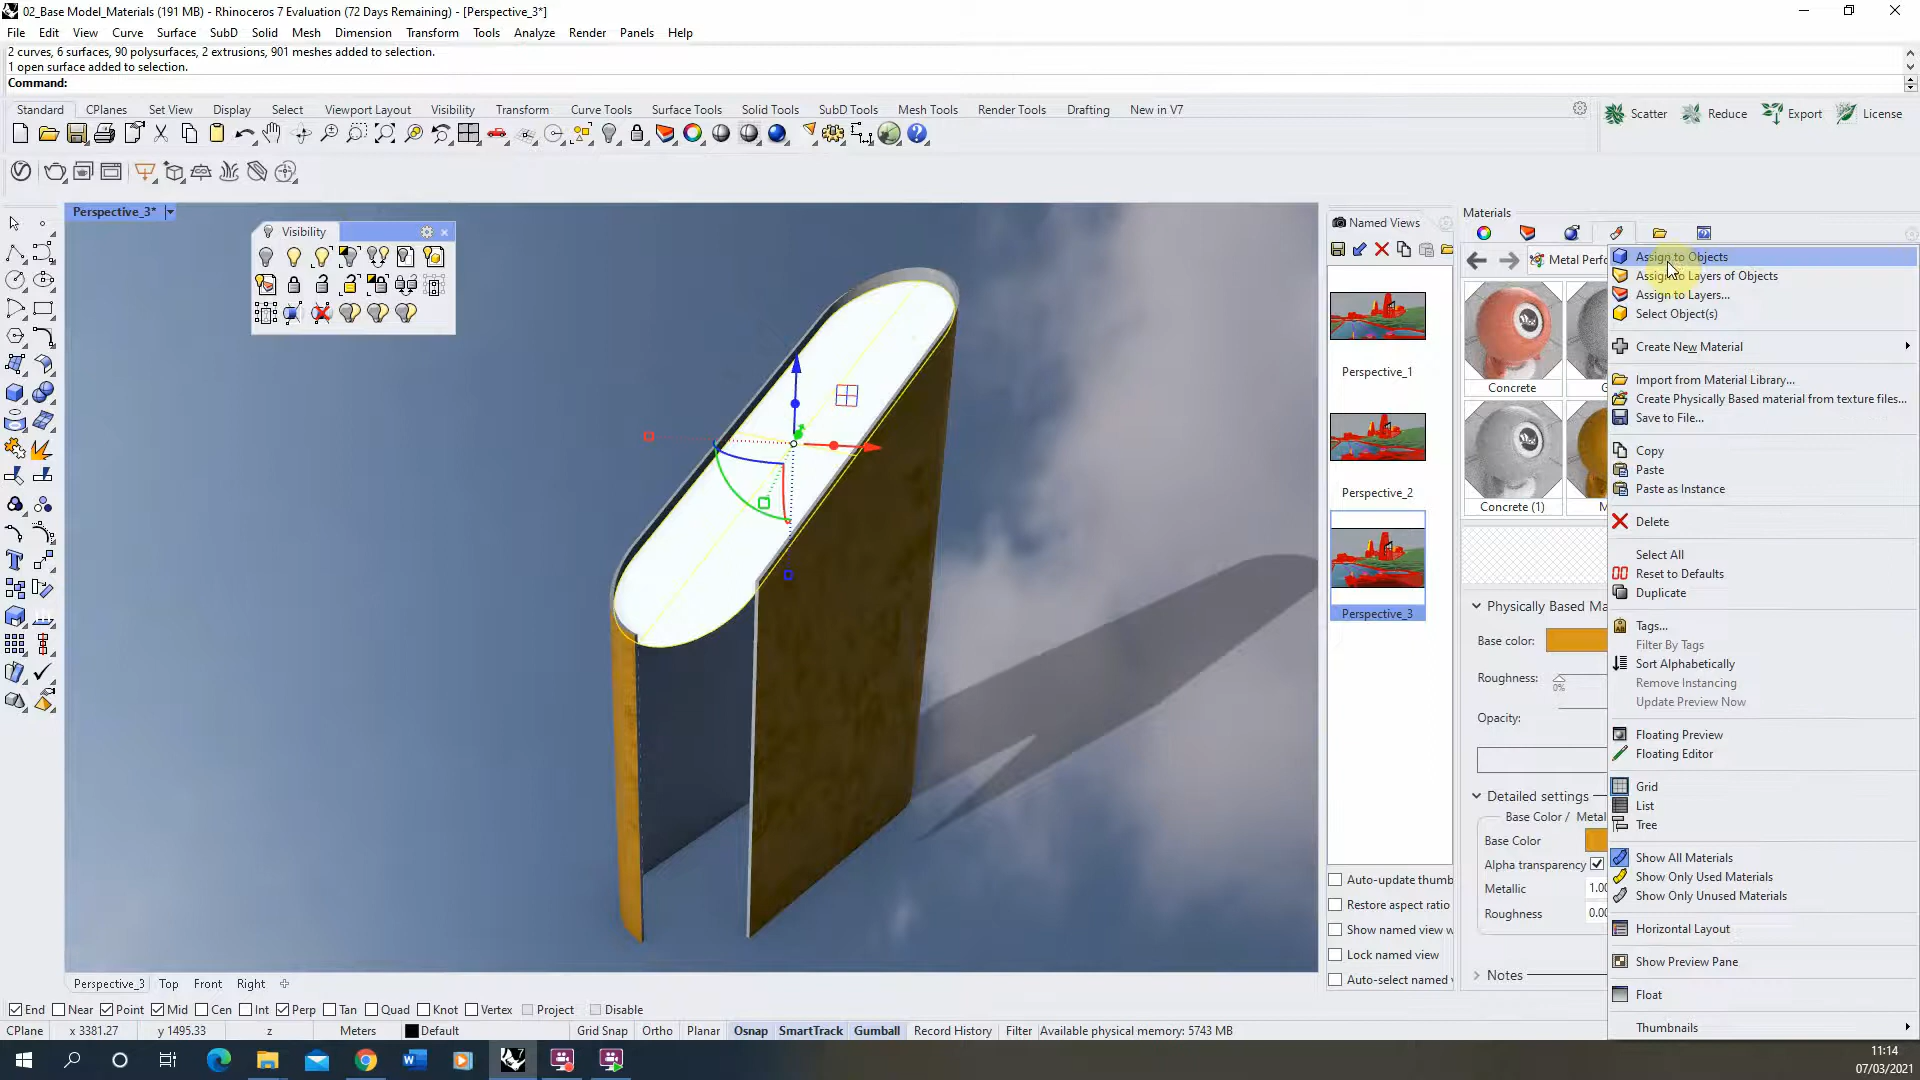 02_Base Model_Materials (191 MB) - Rhinoceros 7 Evaluation (72 Days Remaining) - [Perspective_3*]
File Edit View Curve Surface SubD Solid Mesh Dimension Transform Tools Analyze Render Panels Help
2 curves, 6 surfaces, 90 polysurfaces, 2 extrusions, 901 meshes added to selection.
1 open surface added to selection.
Command:
Standard CPlanes Set View Display Select Viewport Layout Visibility Transform Curve Tools Surface Tools Solid Tools SubD Tools Mesh Tools Render Tools Drafting New in V7
Scatter Reduce Export License
Perspective_3*
Visibility
Named Views
Perspective_1
Perspective_2
Perspective_3
Auto-update thumb
Restore aspect ratio
Show named view w
Lock named view
Auto-select named v
Materials
Metal Perfo
Concrete
Concrete (1)
Physically Based Ma
Base color:
Roughness:
0%
Opacity:
Detailed settings
Base Color / Metal
Base Color
Alpha transparency
Metallic 1.00
Roughness 0.00
Notes
Assign to Objects
Assign to Layers of Objects
Assign to Layers...
Select Object(s)
Create New Material
Import from Material Library...
Create Physically Based material from texture files...
Save to File...
Copy
Paste
Paste as Instance
Delete
Select All
Reset to Defaults
Duplicate
Tags...
Filter By Tags
Sort Alphabetically
Remove Instancing
Update Preview Now
Floating Preview
Floating Editor
Grid
List
Tree
Show All Materials
Show Only Used Materials
Show Only Unused Materials
Horizontal Layout
Show Preview Pane
Float
Thumbnails
Perspective_3 Top Front Right
End Near Point Mid Cen Int Perp Tan Quad Knot Vertex Project Disable
CPlane x 3381.27 y 1495.33 z Meters Default Grid Snap Ortho Planar Osnap SmartTrack Gumball Record History Filter Available physical memory: 5743 MB
11:14
07/03/2021